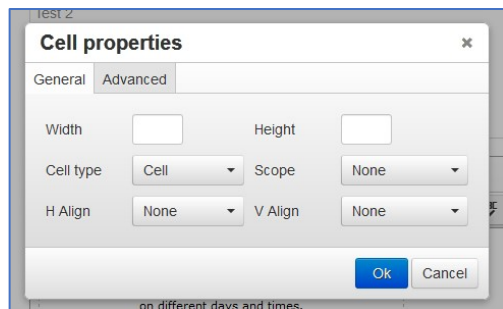 Test 2
Cell properties ×
General Advanced
Width Height
Cell type Cell Scope None
H Align None V Align None
Ok Cancel
on different days and times.